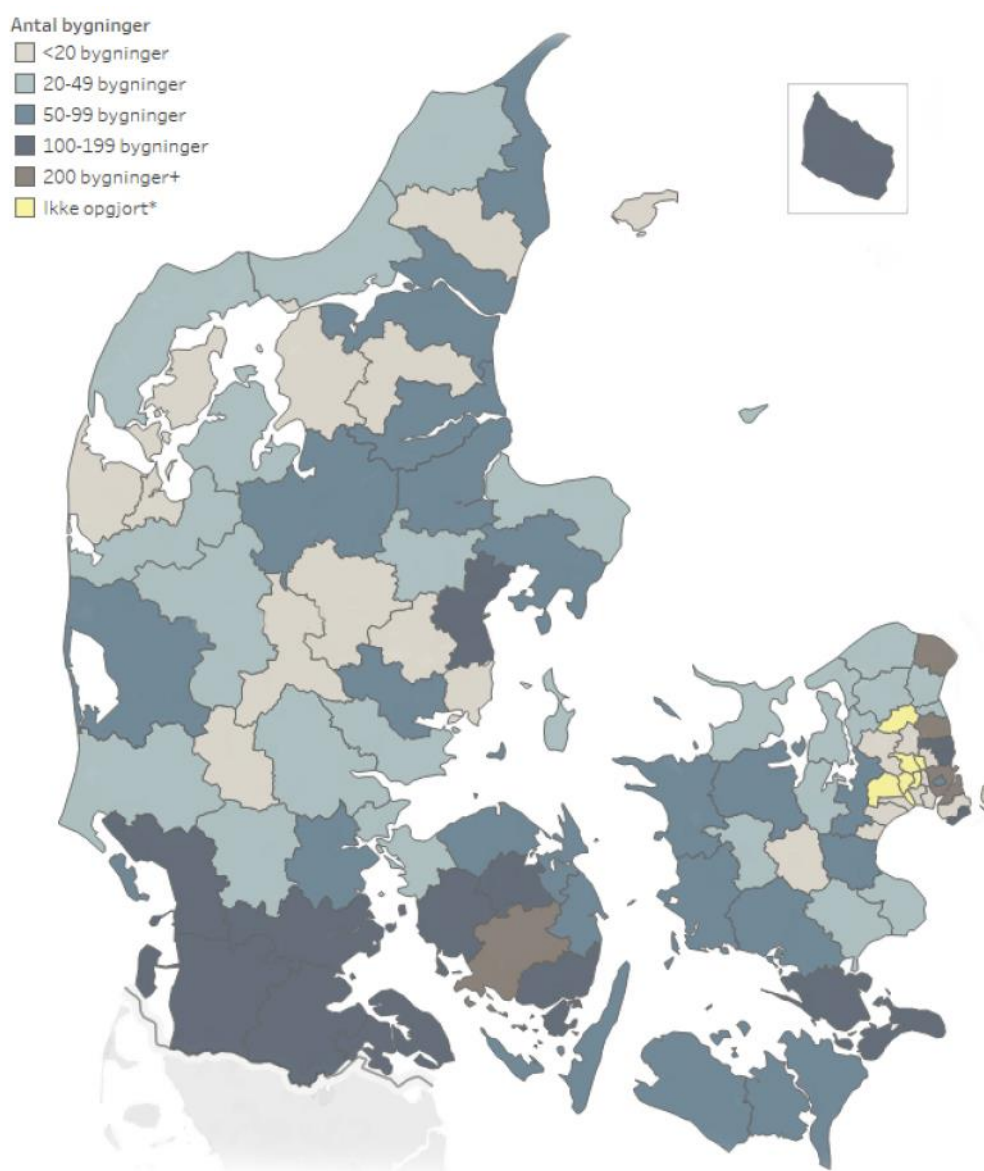 Antal bygninger
<20 bygninger
20-49 bygninger
50-99 bygninger
100-199 bygninger
200 bygninger+
Ikke opgjort*